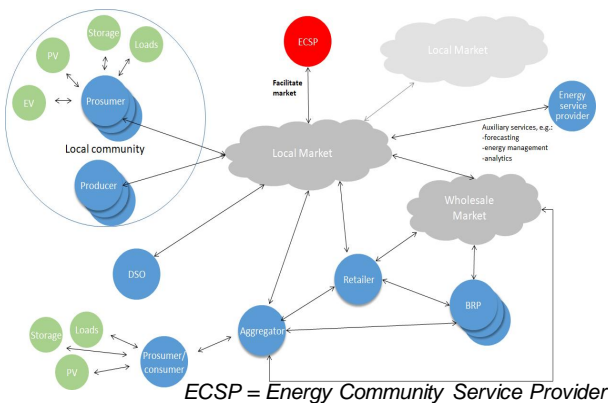 Storage
PV
Loads
EV
Prosumer
Local community
Producer
ECSP
Facilitate
market
Local Market
Local Market
Energy
service
provider
Auxiliary services, e.g.:
-forecasting
-energy management
-analytics
Wholesale
Market
DSO
Retailer
BRP
Aggregator
Storage
Loads
PV
Prosumer/
consumer
ECSP = Energy Community Service Provider